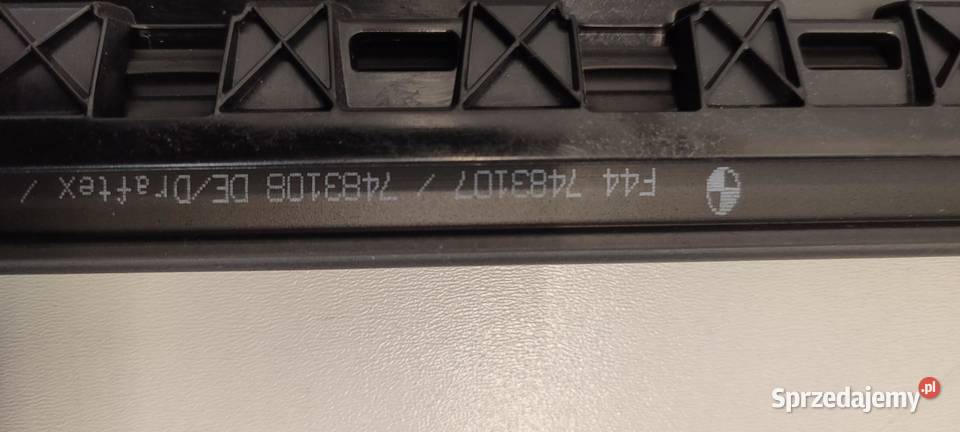 F44 7483107 / 7483108 DE/Draftex /
Sprzedajemy.pl